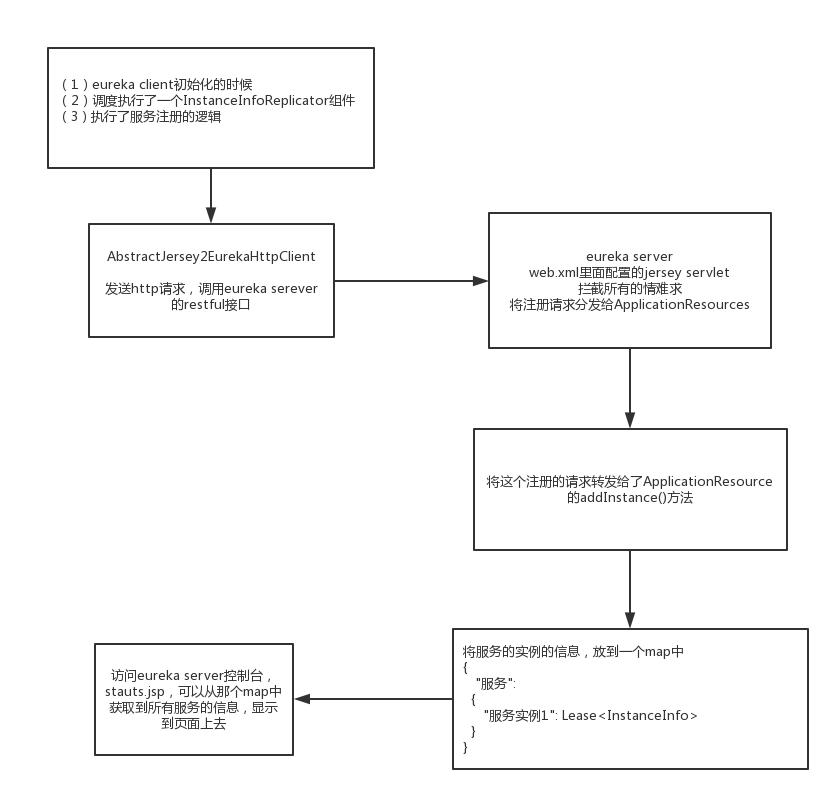 （1）eureka client初始化的时候
（2）调度执行了一个InstanceInfoReplicator组件
（3）执行了服务注册的逻辑
AbstractJersey2EurekaHttpClient
发送http请求，调用eureka serever
的restful接口
eureka server
web.xml里面配置的jersey servlet
拦截所有的情难求
将注册请求分发给ApplicationResources
将这个注册的请求转发给了ApplicationResource
的addInstance()方法
将服务的实例的信息，放到一个map中
{
"服务":
{
"服务实例1": Lease<InstanceInfo>
}
}
访问eureka server控制台，
stauts.jsp，可以从那个map中
获取到所有服务的信息，显示
到页面上去